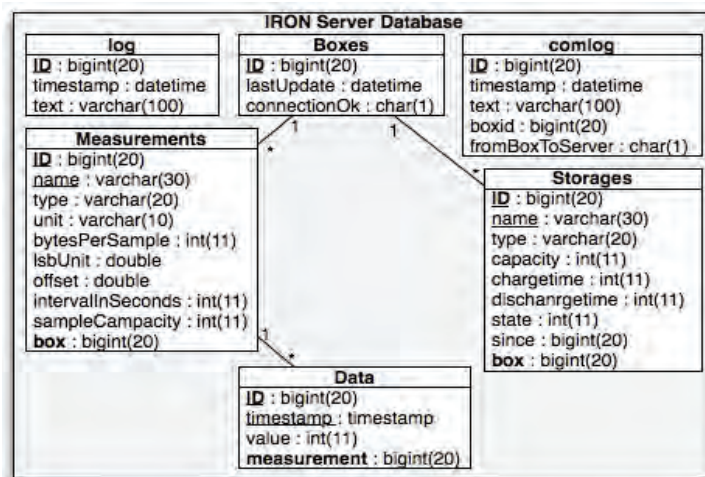 IRON Server Database
log
ID : bigint(20)
timestamp : datetime
text : varchar(100)
Boxes
ID : bigint(20)
lastUpdate : datetime
connectionOk : char(1)
comlog
ID : bigint(20)
timestamp : datetime
text : varchar(100)
boxid : bigint(20)
fromBoxToServer : char(1)
1
*
1
*
Measurements
ID : bigint(20)
name : varchar(30)
type : varchar(20)
unit : varchar(10)
bytesPerSample : int(11)
lsbUnit : double
offset : double
intervalInSeconds : int(11)
sampleCampacity : int(11)
box : bigint(20)
Storages
ID : bigint(20)
name : varchar(30)
type : varchar(20)
capacity : int(11)
chargetime : int(11)
dischanrgetime : int(11)
state : int(11)
since : bigint(20)
box : bigint(20)
1
*
Data
ID : bigint(20)
timestamp : timestamp
value : int(11)
measurement : bigint(20)